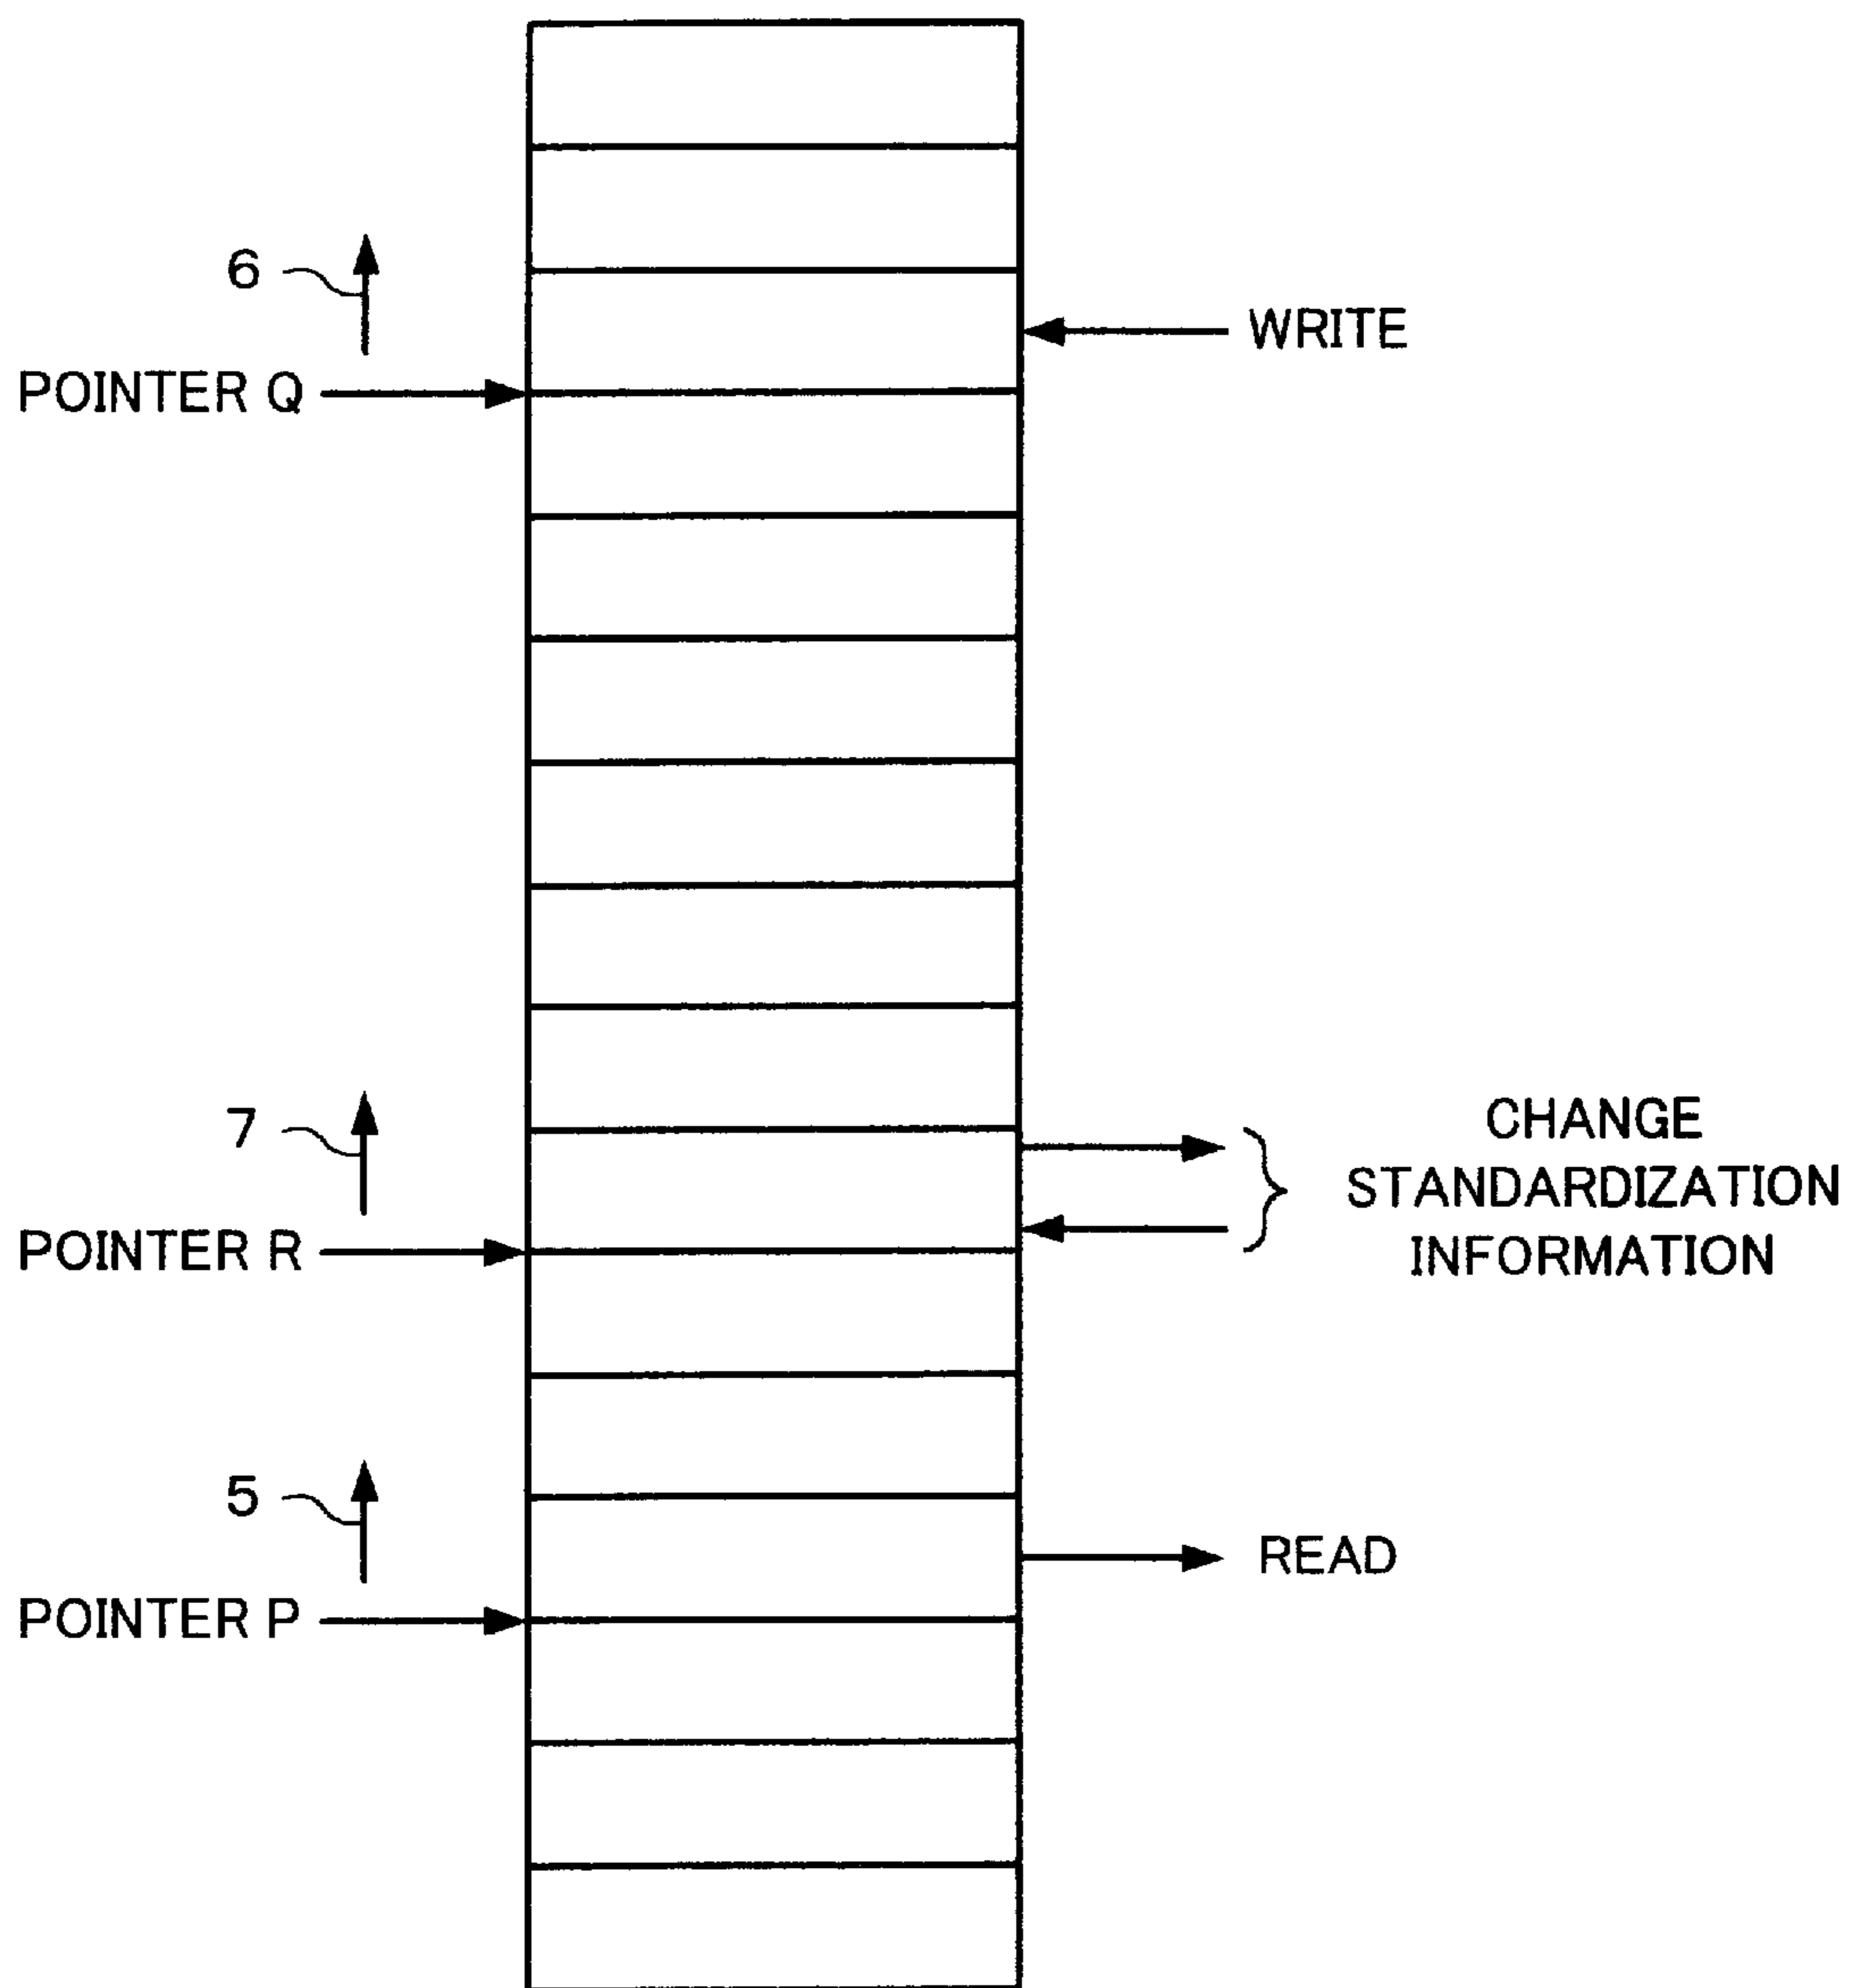 6
WRITE
POINTER Q
7
CHANGE
STANDARDIZATION
INFORMATION
POINTER R
5
READ
POINTER P